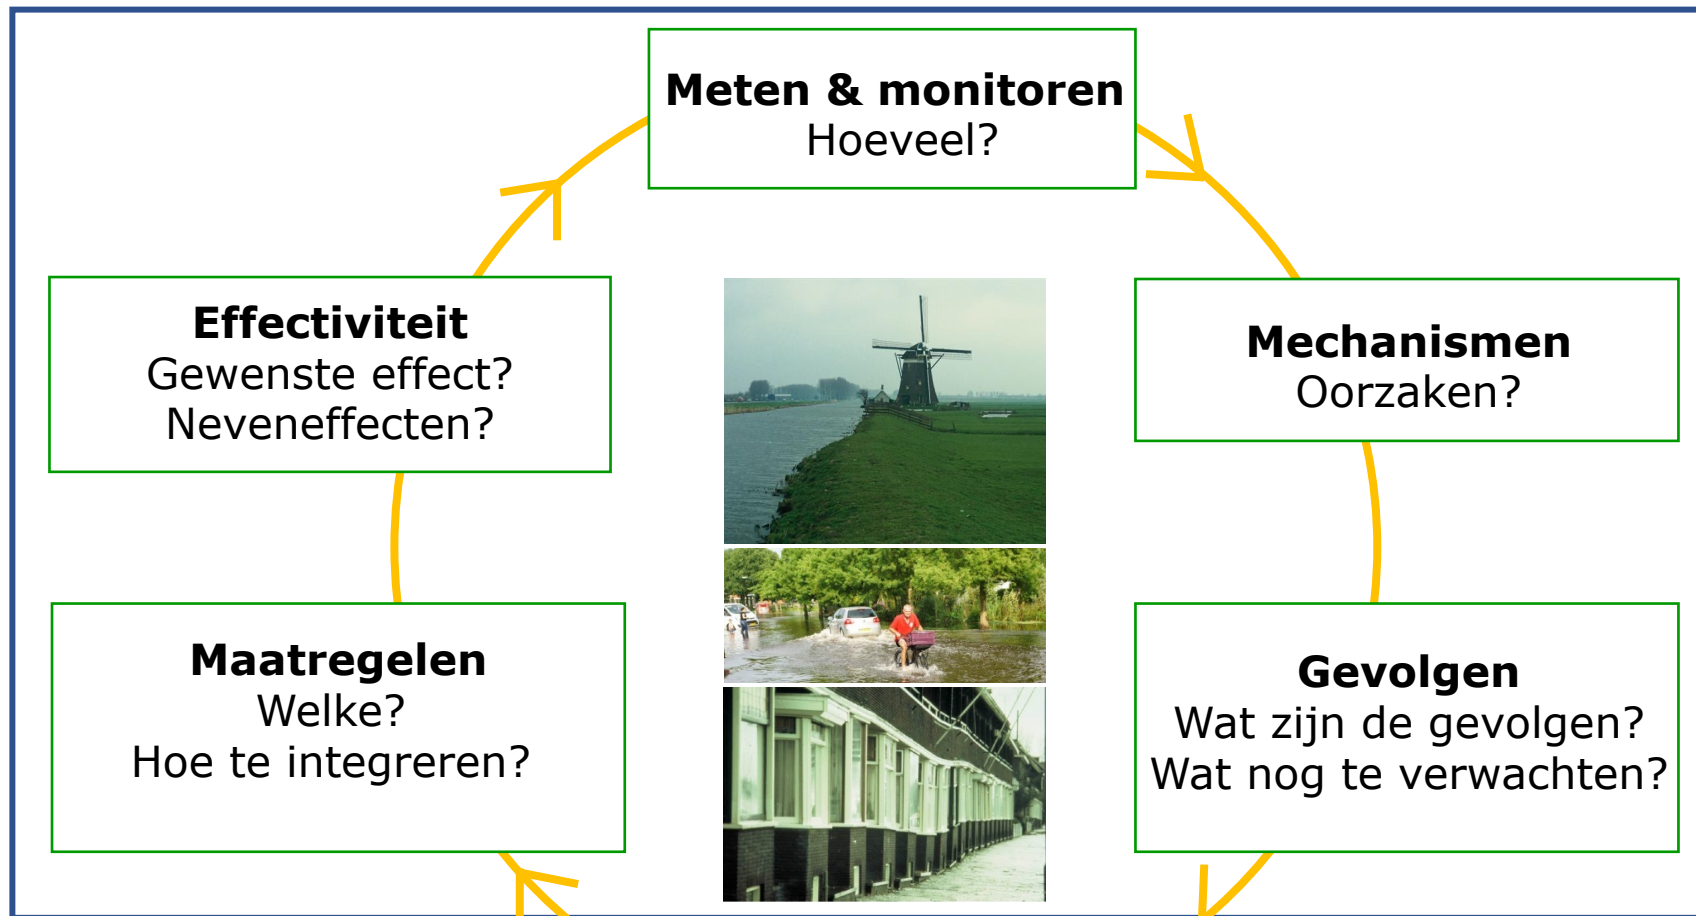 Meten & monitoren
Hoeveel?
Effectiviteit
Gewenste effect?
Neveneffecten?
Mechanismen
Oorzaken?
Maatregelen
Welke?
Hoe te integreren?
Gevolgen
Wat zijn de gevolgen?
Wat nog te verwachten?